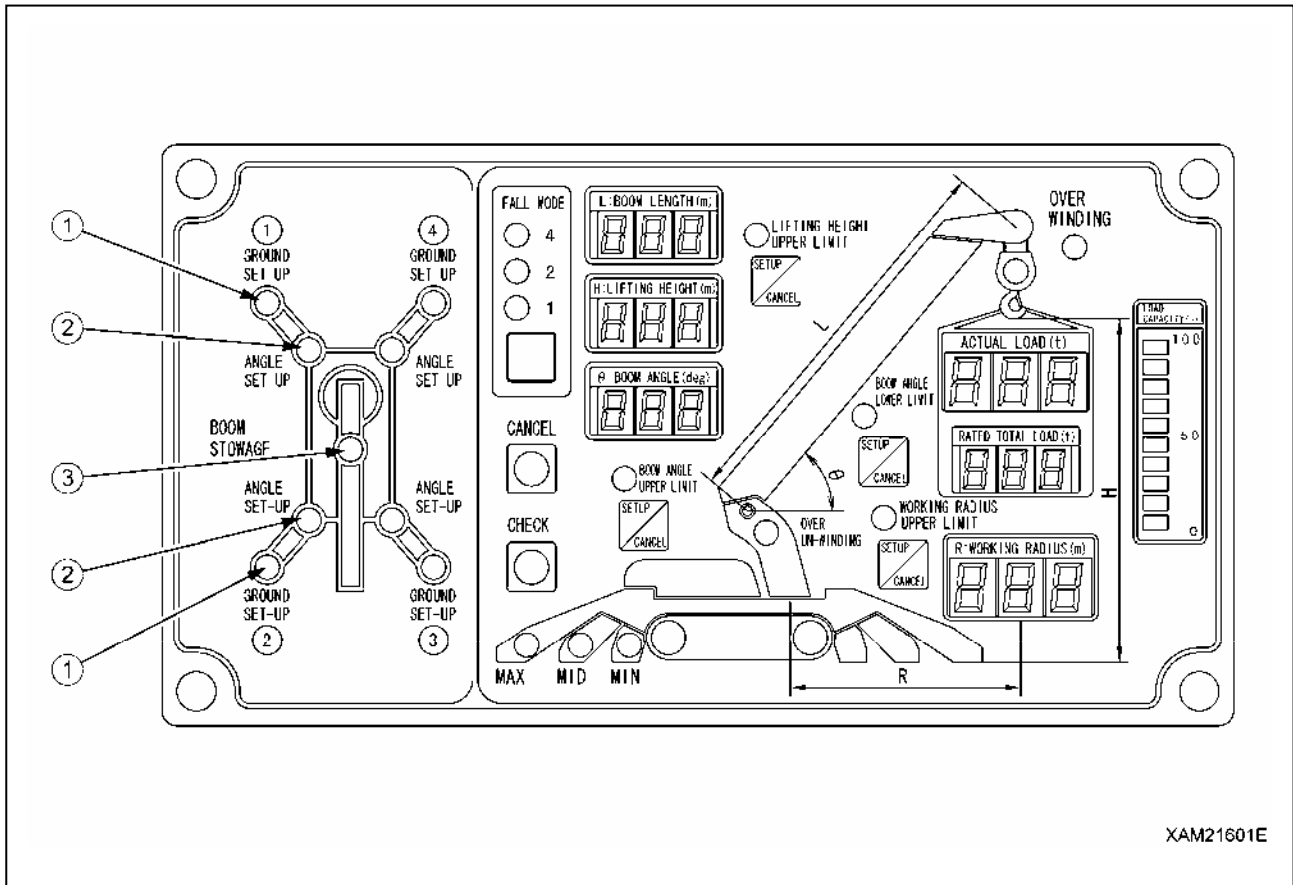 ①
②
③
②
①
①
GROUND
SET UP
④
GROUND
SET UP
ANGLE
SET UP
ANGLE
SET UP
BOOM
STOWAGE
ANGLE
SET-UP
ANGLE
SET-UP
GROUND
SET-UP
②
GROUND
SET-UP
③
FALL MODE
4
2
1
CANCEL
CHECK
L:BOOM LENGTH(m)
H:LIFTING HEIGHT(m)
θ BOOM ANGLE(deg)
LIFTING HEIGHT
UPPER LIMIT
SETUP
CANCEL
OVER
WINDING
L
ACTUAL LOAD(t)
BOOM ANGLE
LOWER LIMIT
SETUP
CANCEL
RATED TOTAL LOAD(t)
LOAD
CAPACITY
100
50
0
H
BOOM ANGLE
UPPER LIMIT
SETUP
CANCEL
θ
OVER
UN-WINDING
WORKING RADIUS
UPPER LIMIT
SETUP
CANCEL
R:WORKING RADIUS(m)
MAX MID MIN
R
XAM21601E